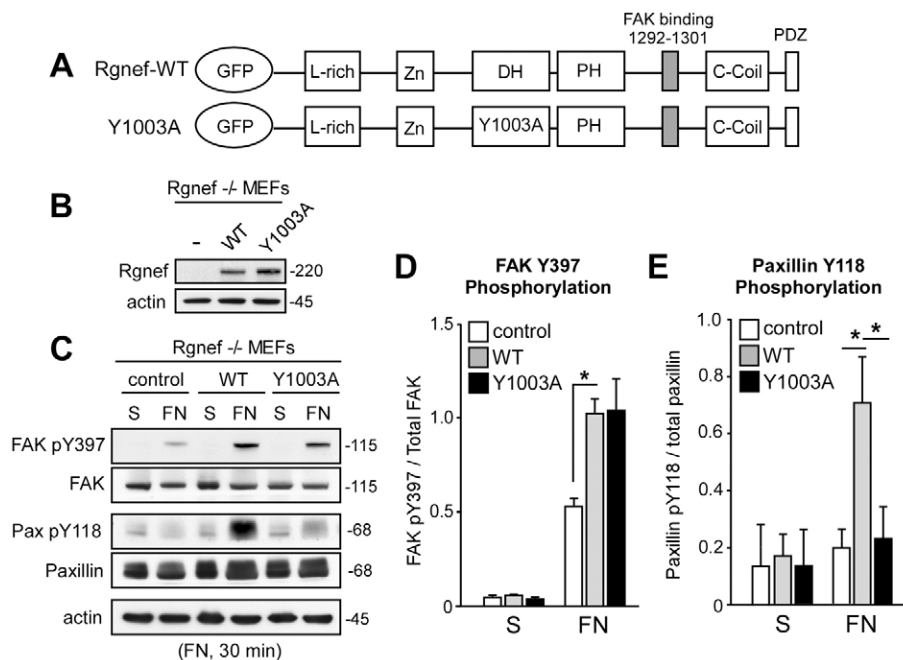 FAK binding
1292-1301
PDZ
A
Rgnef-WT
GFP
L-rich
Zn
DH
PH
C-Coil
Y1003A
GFP
L-rich
Zn
Y1003A
PH
C-Coil
B
Rgnef -/- MEFs
- WT Y1003A
Rgnef -220
actin -45
C
Rgnef -/- MEFs
control WT Y1003A
S FN S FN S FN
FAK pY397 -115
FAK -115
Pax pY118 -68
Paxillin -68
actin -45
(FN, 30 min)
D
FAK Y397
Phosphorylation
control
WT
Y1003A
FAK pY397 / Total FAK
1.5
1.0
0.5
0
*
S FN
E
Paxillin Y118
Phosphorylation
control
WT
Y1003A
Paxillin pY118 / total paxillin
1.0
0.8
0.6
0.4
0.2
0
* *
S FN